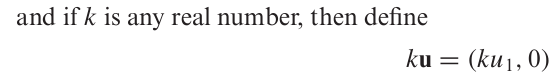 and if k is any real number, then define
ku = (ku₁, 0)